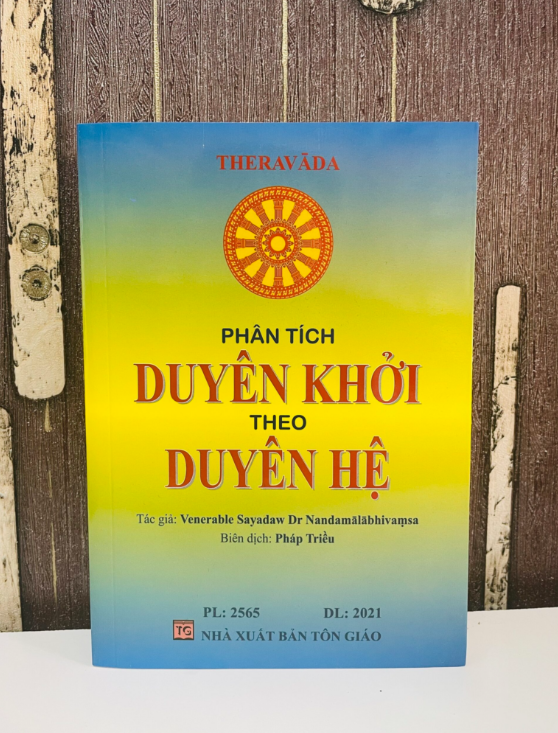 THERAVĀDA
PHÂN TÍCH
DUYÊN KHỞI
THEO
DUYÊN HỆ
Tác giả: Venerable Sayadaw Dr Nandamālābhivaṃsa
Biên dịch: Pháp Triều
PL: 2565 DL: 2021
TG NHÀ XUẤT BẢN TÔN GIÁO